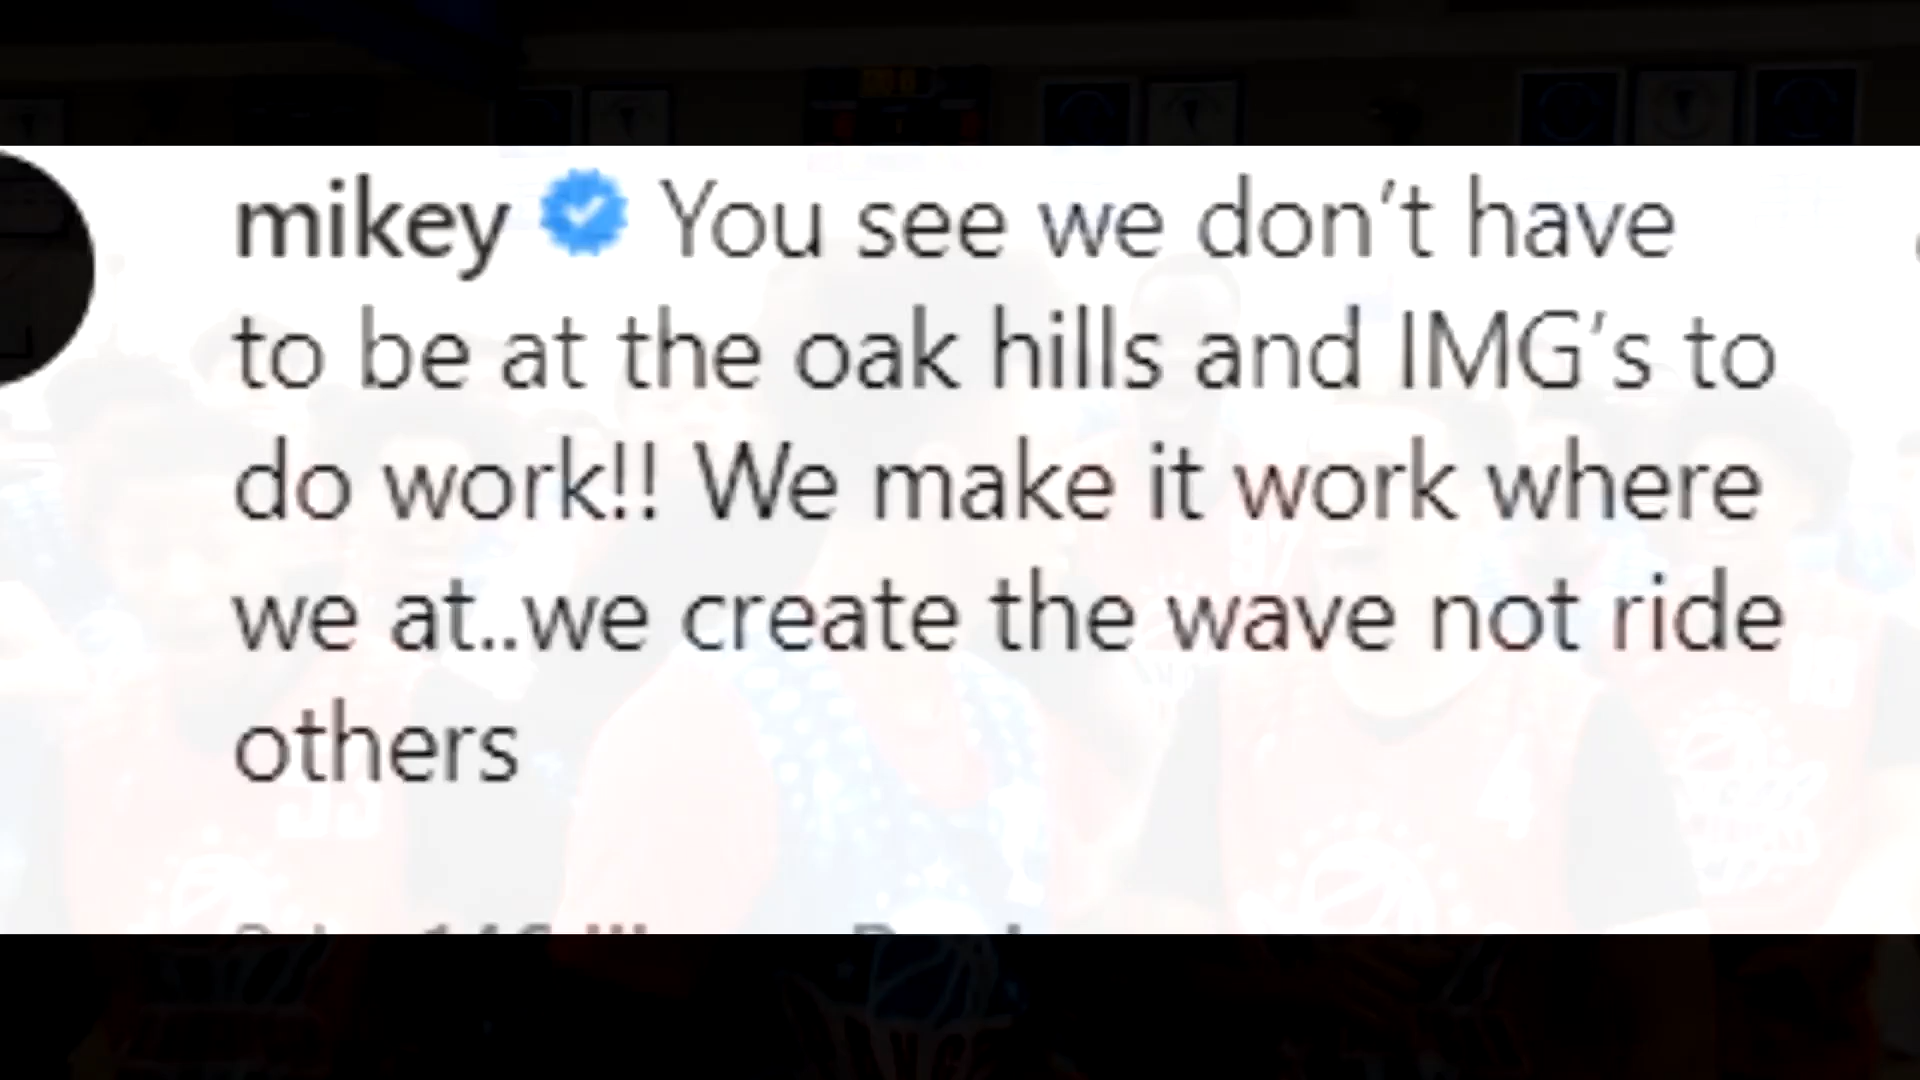 mikey You see we don't have
to be at the oak hills and IMG's to
do work!! We make it work where
we at..we create the wave not ride
others